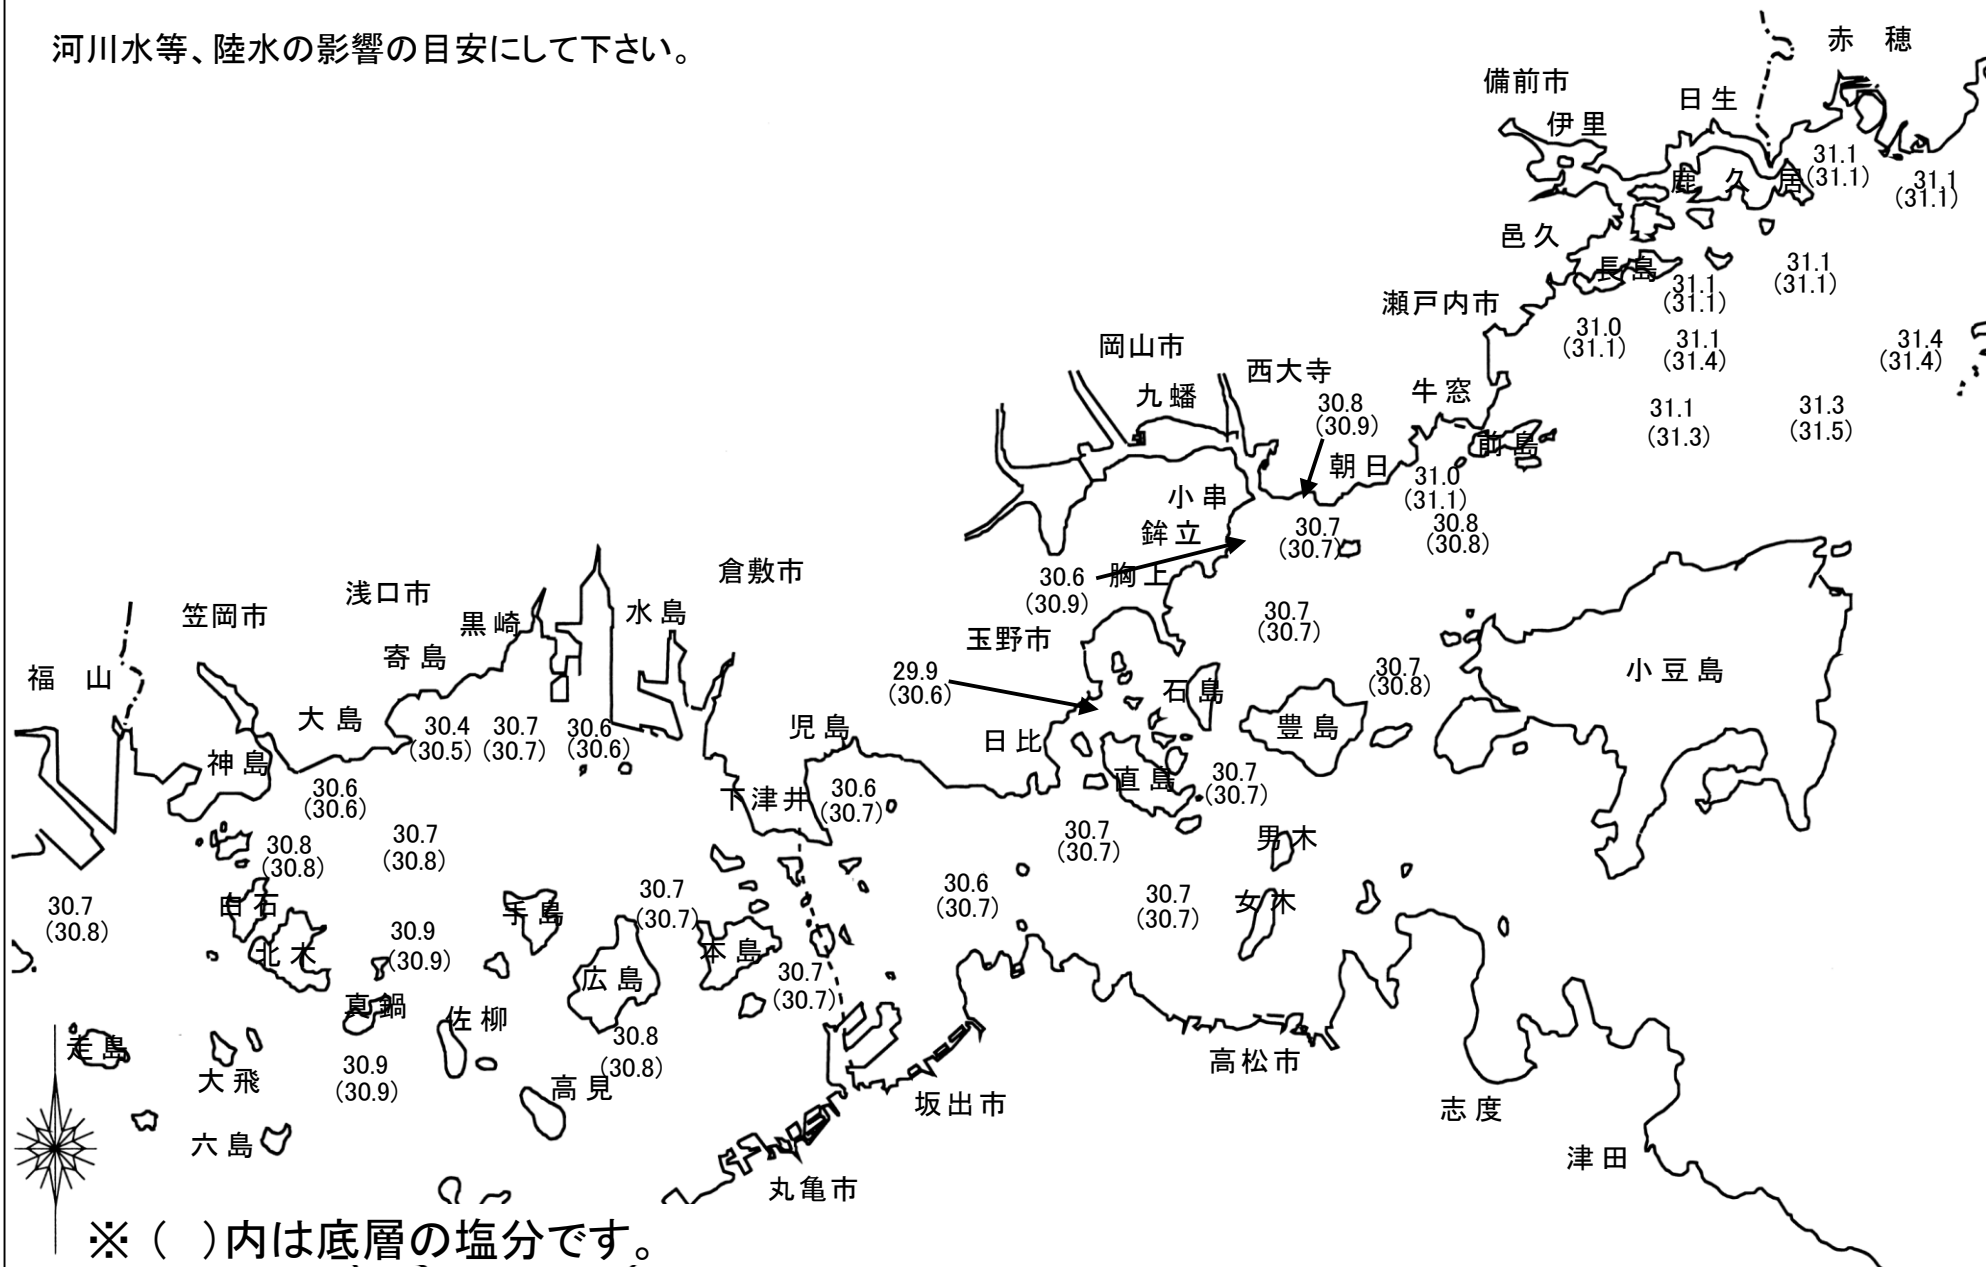 河川水等、陸水の影響の目安にして下さい。
赤　穂
備前市
日生
伊里
31.1
(31.1)
31.1
(31.1)
鹿　久　居
邑久
長島
31.1
(31.1)
31.1
(31.1)
瀬戸内市
31.0
(31.1)
31.1
(31.4)
31.4
(31.4)
岡山市
西大寺
九蟠
牛窓
30.8
(30.9)
31.1
(31.3)
31.3
(31.5)
前島
朝日
31.0
(31.1)
小串
鉾立
30.7
(30.7)
30.8
(30.8)
胸上
30.6
(30.9)
倉敷市
浅口市
笠岡市
黒崎
水島
30.7
(30.7)
玉野市
寄島
福　山
29.9
(30.6)
石島
30.7
(30.8)
小豆島
大島
30.4
(30.5)
30.7
(30.7)
30.6
(30.6)
児島
日比
豊島
神島
直島
30.7
(30.7)
30.6
(30.6)
下津井
30.6
(30.7)
30.8
(30.8)
30.7
(30.8)
30.7
(30.7)
男木
30.7
(30.8)
白石
手島
30.7
(30.7)
30.6
(30.7)
30.7
(30.7)
女木
30.9
(30.9)
北木
本島
広島
30.7
(30.7)
真鍋
佐柳
30.8
(30.8)
走島
大飛
30.9
(30.9)
高見
高松市
坂出市
志度
六島
津田
丸亀市
※（　）内は底層の塩分です。